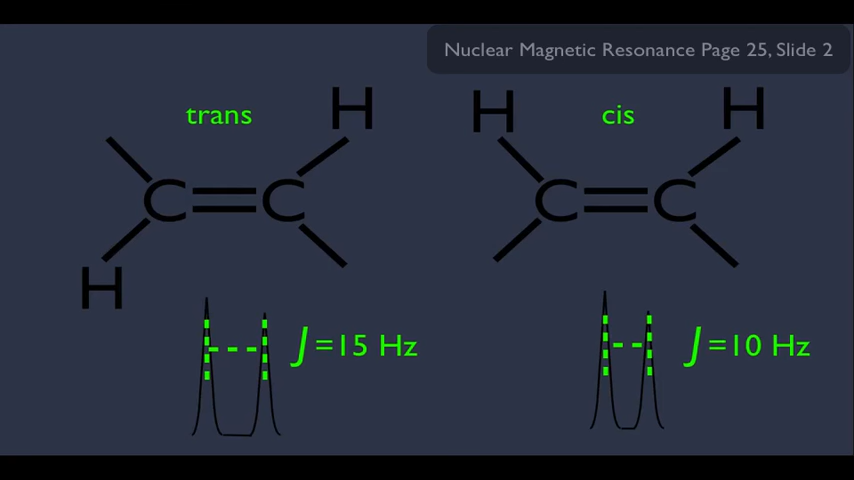 Nuclear Magnetic Resonance Page 25, Slide 2
trans
H
C
C
H
J=15 Hz
H
cis
H
C
C
J=10 Hz